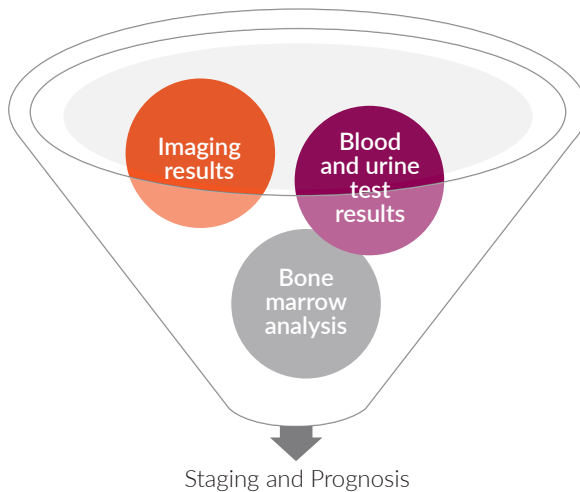 Imaging
results
Blood
and urine
test
results
Bone
marrow
analysis
Staging and Prognosis